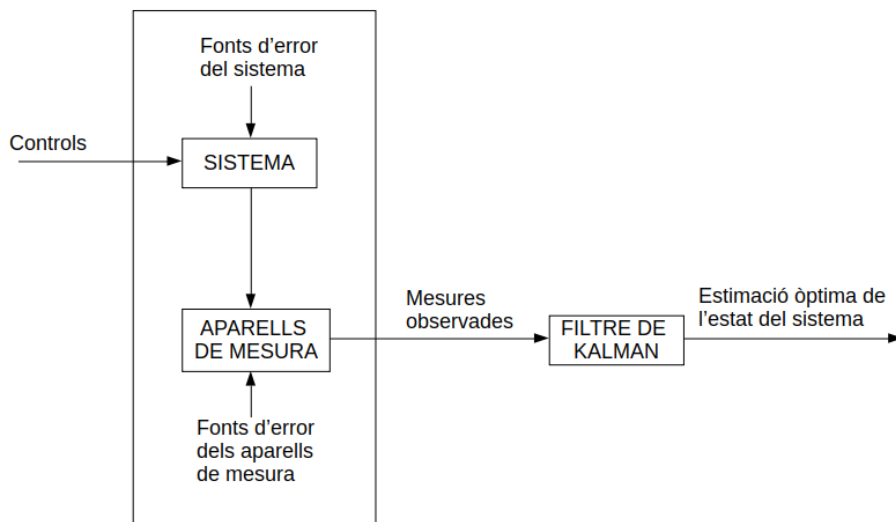 Fonts d'error
del sistema
Controls
SISTEMA
Mesures
observades
Estimació òptima de
l'estat del sistema
APARELLS
DE MESURA
FILTRE DE
KALMAN
Fonts d'error
dels aparells
de mesura